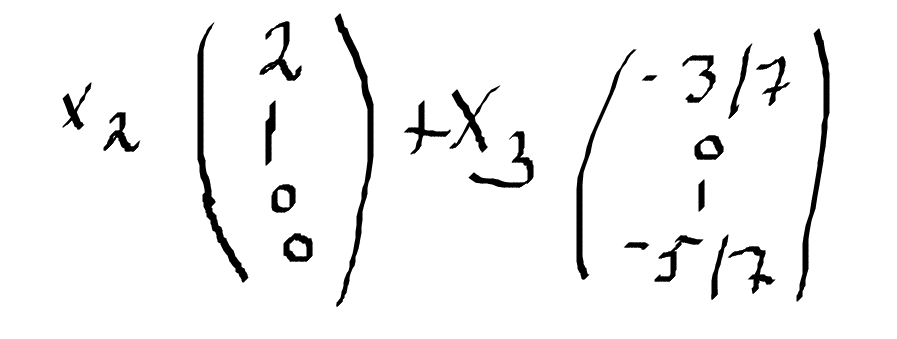 x₂ (2 1 0 0) + x₃ (-3/7 0 1 -5/7)